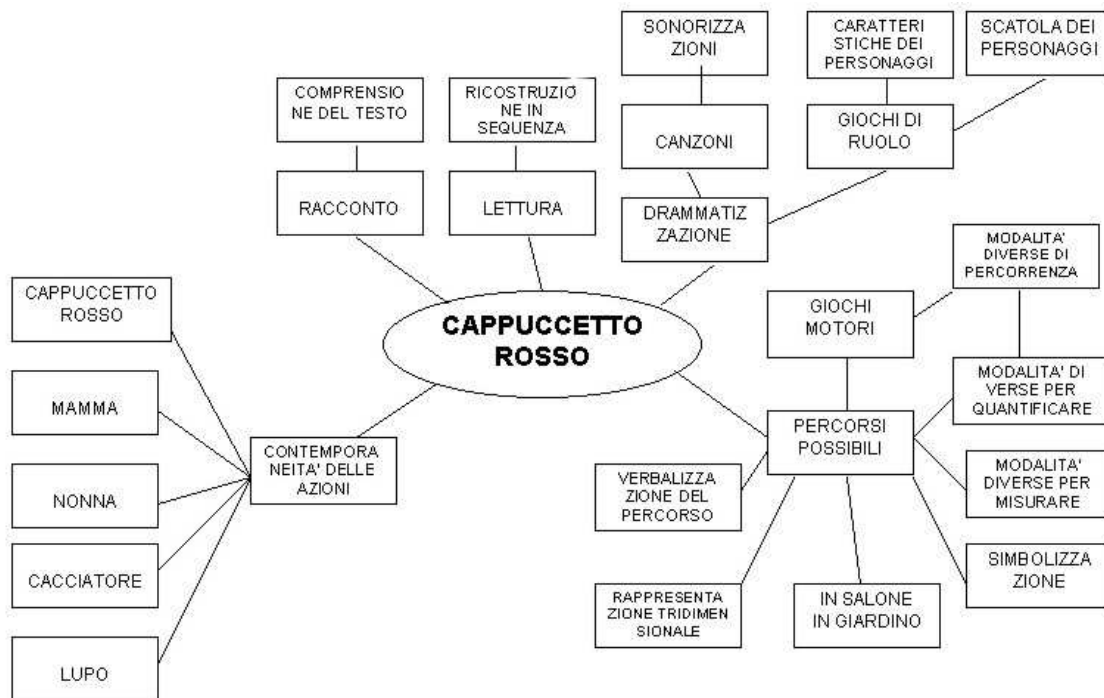 SONORIZZA
ZIONI
CARATTERI
STICHE DEI
PERSONAGGI
SCATOLA DEI
PERSONAGGI
COMPRENSIO
NE DEL TESTO
RICOSTRUZIO
NE IN
SEQUENZA
CANZONI
GIOCHI DI
RUOLO
RACCONTO
LETTURA
DRAMMATIZ
ZAZIONE
MODALITA'
DIVERSE DI
PERCORRENZA
CAPPUCCETTO
ROSSO
GIOCHI
MOTORI
CAPPUCCETTO
ROSSO
MAMMA
MODALITA' DI
VERSE PER
QUANTIFICARE
PERCORSI
POSSIBILI
CONTEMPORA
NEITA' DELLE
AZIONI
VERBALIZZA
ZIONE DEL
PERCORSO
MODALITA'
DIVERSE PER
MISURARE
NONNA
CACCIATORE
SIMBOLIZZA
ZIONE
RAPPRESENTA
ZIONE TRIDIMEN
SIONALE
IN SALONE
IN GIARDINO
LUPO